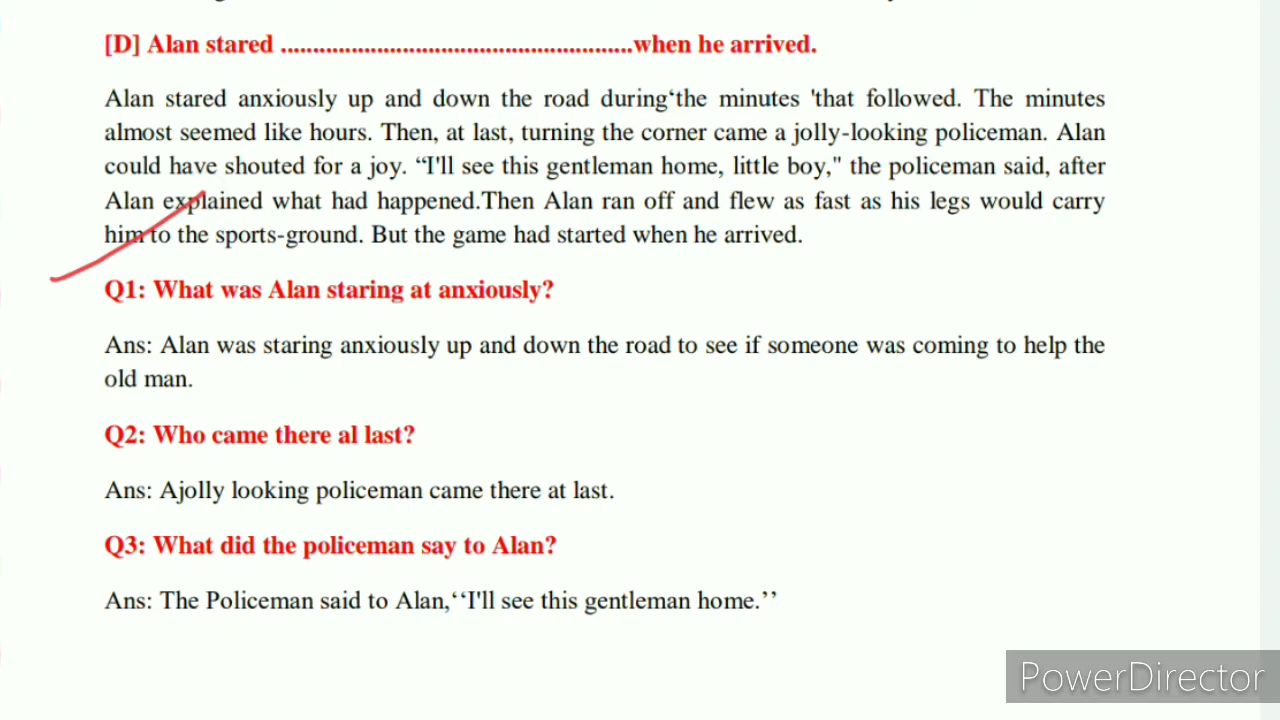 [D] Alan stared .......................................................when he arrived.
Alan stared anxiously up and down the road during‘the minutes 'that followed. The minutes
almost seemed like hours. Then, at last, turning the corner came a jolly-looking policeman. Alan
could have shouted for a joy. “I'll see this gentleman home, little boy," the policeman said, after
Alan explained what had happened.Then Alan ran off and flew as fast as his legs would carry
him to the sports-ground. But the game had started when he arrived.
Q1: What was Alan staring at anxiously?
Ans: Alan was staring anxiously up and down the road to see if someone was coming to help the
old man.
Q2: Who came there al last?
Ans: Ajolly looking policeman came there at last.
Q3: What did the policeman say to Alan?
Ans: The Policeman said to Alan,‘‘I'll see this gentleman home.’’
PowerDirector